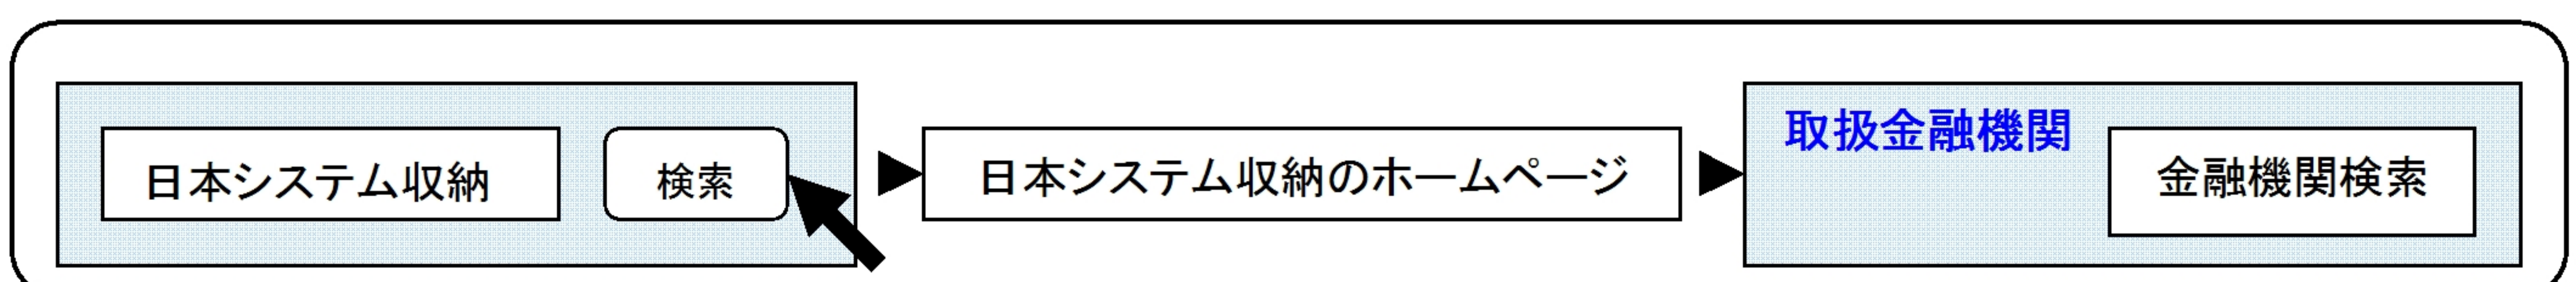 日本システム収納
検索
日本システム収納のホームページ
取扱金融機関
金融機関検索